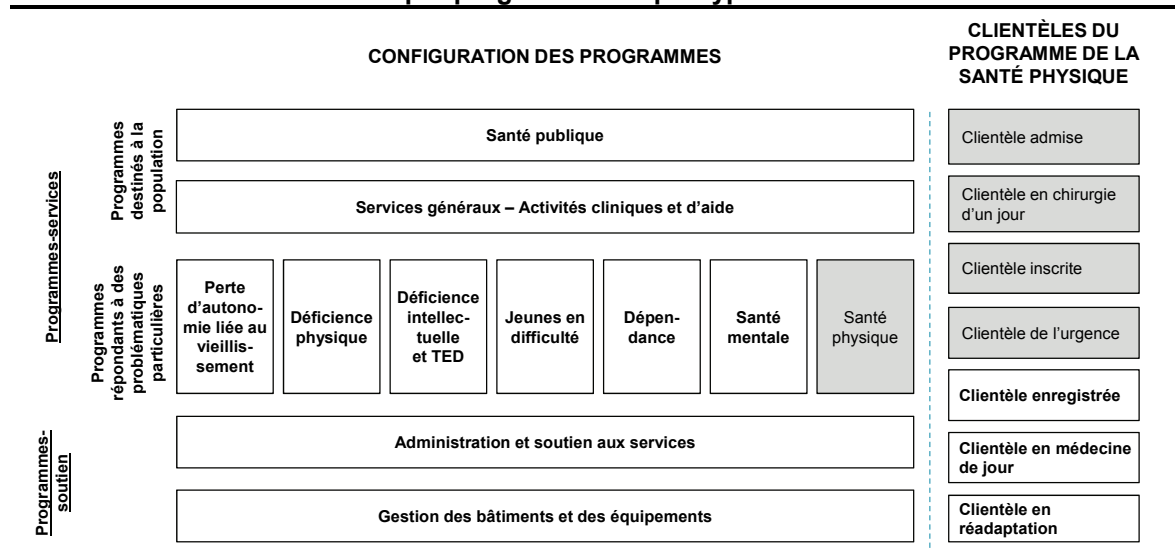 CONFIGURATION DES PROGRAMMES
CLIENTÈLES DU
PROGRAMME DE LA
SANTÉ PHYSIQUE
Programmes-services
Programmes
destinés à la
population
Santé publique
Services généraux – Activités cliniques et d'aide
Programmes
répondants à des
problématiques
particulières
Perte
d'autono-
mie liée au
vieillis-
sement
Déficience
physique
Déficience
intellec-
tuelle
et TED
Jeunes en
difficulté
Dépen-
dance
Santé
mentale
Santé
physique
Programmes-
soutien
Administration et soutien aux services
Gestion des bâtiments et des équipements
Clientèle admise
Clientèle en chirurgie
d'un jour
Clientèle inscrite
Clientèle de l'urgence
Clientèle enregistrée
Clientèle en médecine
de jour
Clientèle en
réadaptation